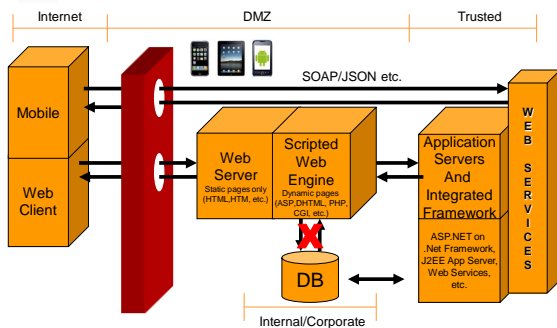 Internet
DMZ
Trusted
SOAP/JSON etc.
Mobile
Web
Client
Web
Server
Static pages only
(HTML,HTM, etc.)
Scripted
Web
Engine
Dynamic pages
(ASP,DHTML, PHP,
CGI, etc.)
Application
Servers
And
Integrated
Framework
ASP.NET on
.Net Framework,
J2EE App Server,
Web Services,
etc.
WEB SERVICES
X
DB
Internal/Corporate